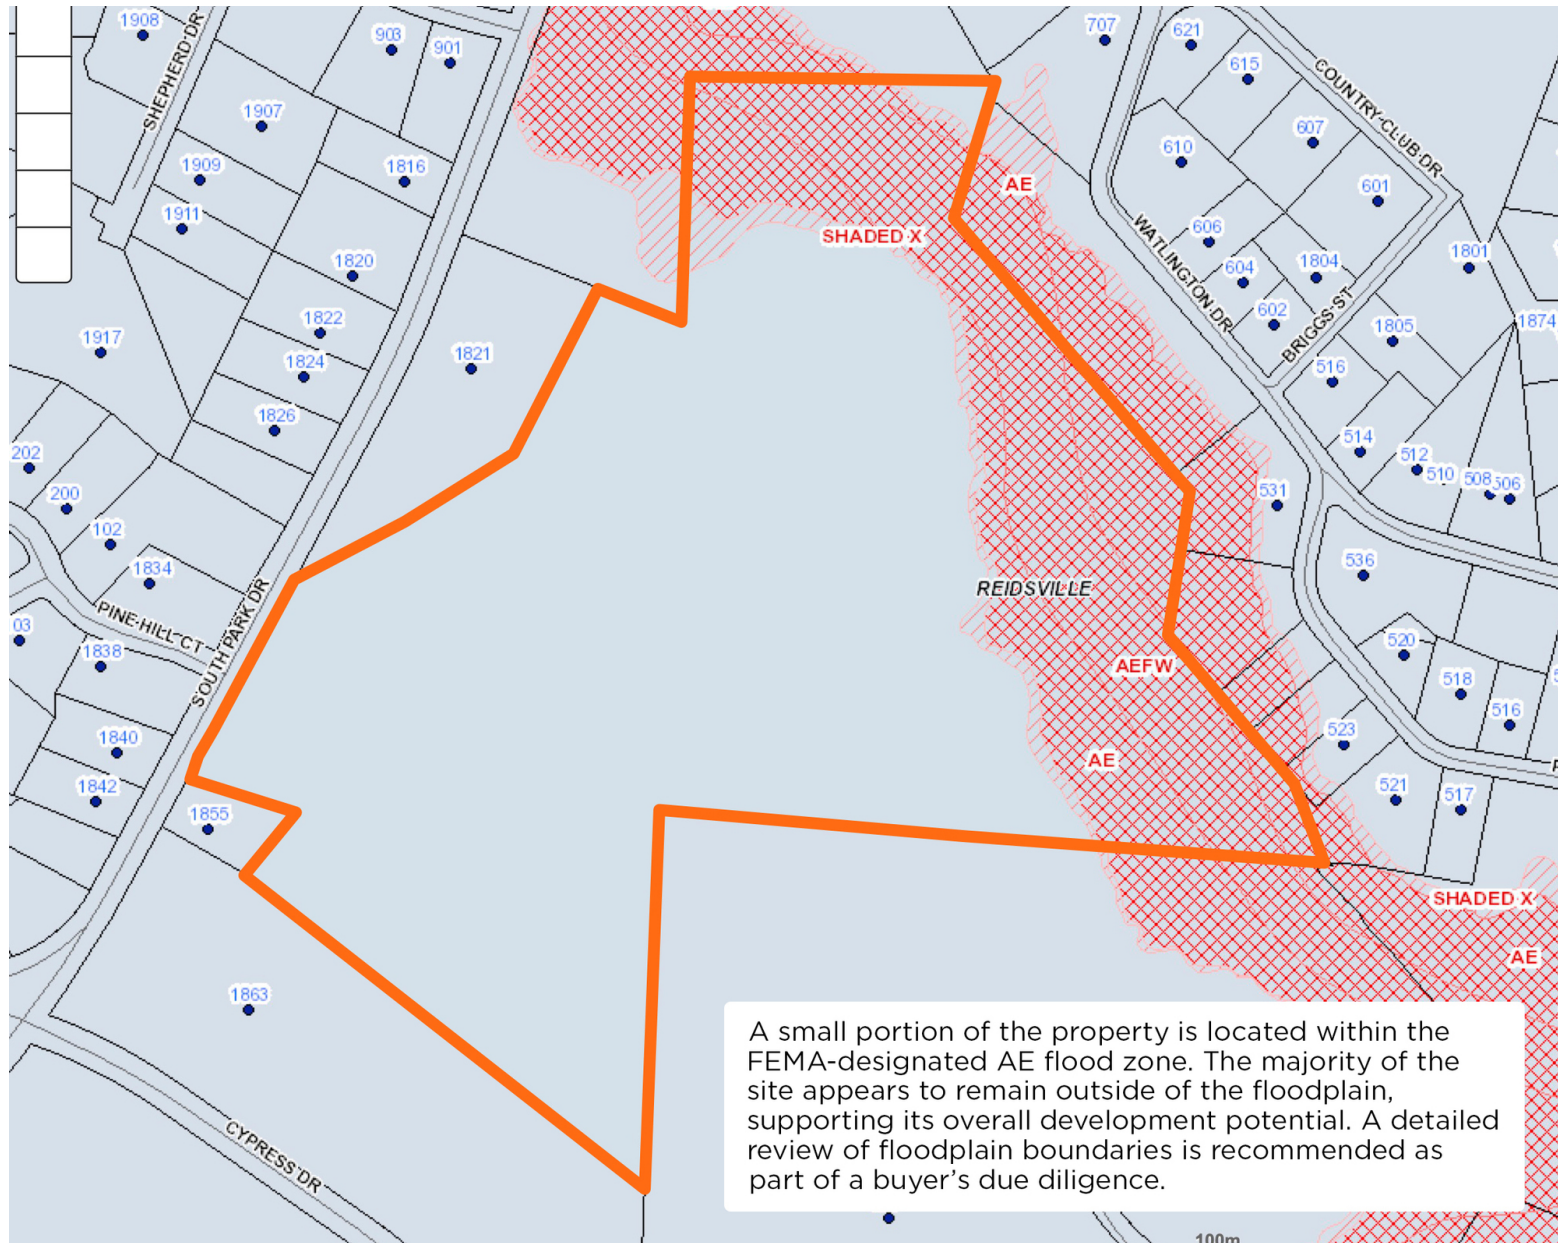 1908
SHEPHERD DR
903
901
707
621
615
COUNTRY CLUB DR
1907
607
610
1909
1816
AE
601
1911
SHADED X
606
WATLINGTON DR
1801
1820
604
1804
602
BRIGGS ST
1822
1805
1874
1917
1821
1824
516
1826
514
202
512
510
508
506
200
531
102
1834
536
REIDSVILLE
PINE HILL CT
SOUTH PARK DR
03
1838
520
AEFW
518
516
1840
523
AE
1842
521
517
1855
SHADED X
AE
1863
A small portion of the property is located within the
FEMA-designated AE flood zone. The majority of the
site appears to remain outside of the floodplain,
supporting its overall development potential. A detailed
review of floodplain boundaries is recommended as
part of a buyer's due diligence.
CYPRESS DR
100m